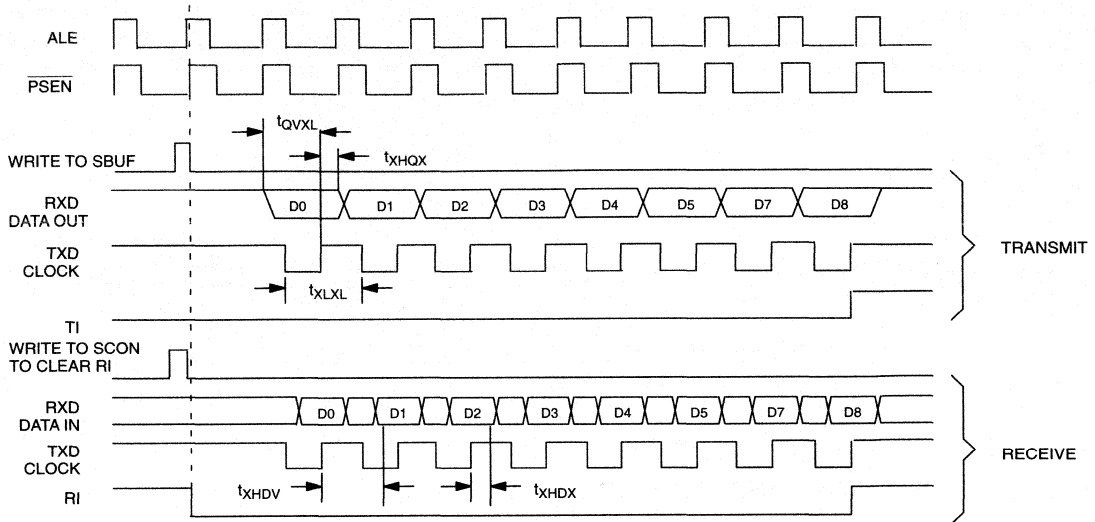 ALE
PSEN
tQVXL
tXHQX
WRITE TO SBUF
RXD
DATA OUT
D0 D1 D2 D3 D4 D5 D7 D8
TXD
CLOCK
TRANSMIT
tXLXL
TI
WRITE TO SCON
TO CLEAR RI
RXD
DATA IN
D0 D1 D2 D3 D4 D5 D7 D8
TXD
CLOCK
RECEIVE
tXHDV
tXHDX
RI